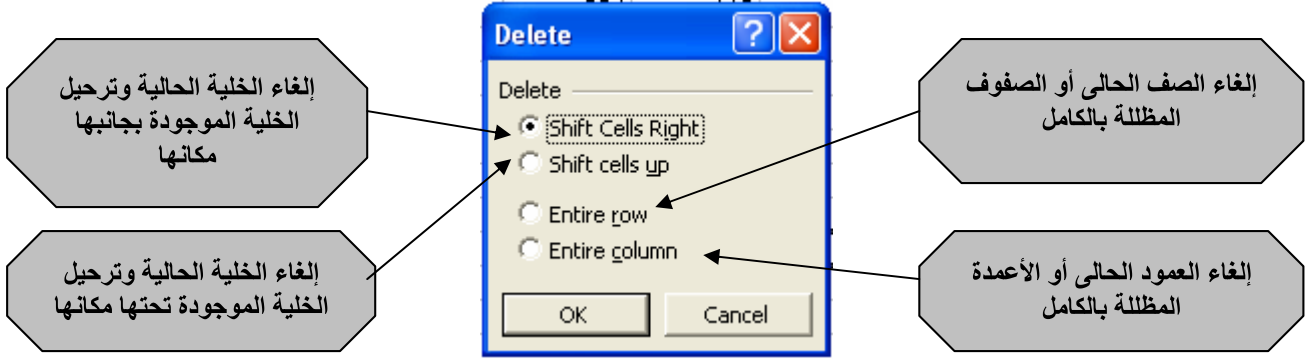 Delete
Delete
Shift Cells Right
Shift cells up
Entire row
Entire column
OK
Cancel
إلغاء الخلية الحالية وترحيل
الخلية الموجودة بجانبها
مكانها
إلغاء الخلية الحالية وترحيل
الخلية الموجودة تحتها مكانها
إلغاء الصف الحالى أو الصفوف
المظللة بالكامل
إلغاء العمود الحالى أو الأعمدة
المظللة بالكامل